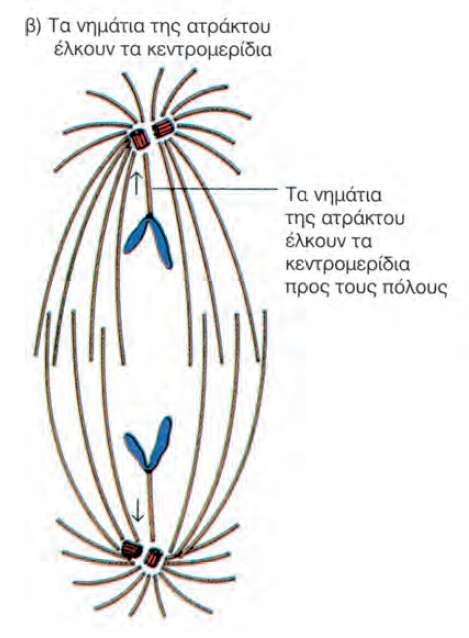 β) Τα νημάτια της ατράκτου
έλκουν τα κεντρομερίδια
Τα νημάτια
της ατράκτου
έλκουν τα
κεντρομερίδια
προς τους πόλους